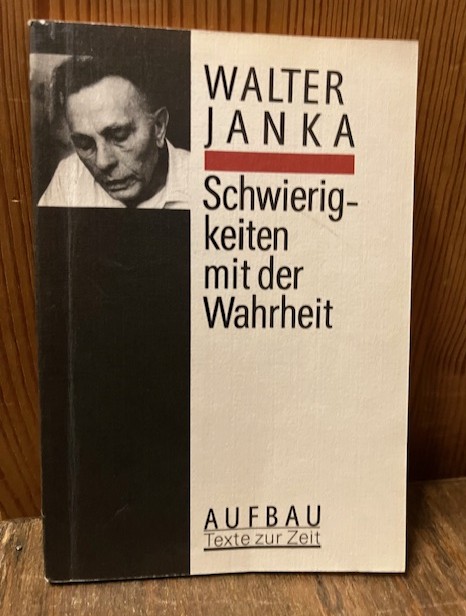 WALTER
JANKA
Schwierig-
keiten
mit der
Wahrheit
AUFBAU
Texte zur Zeit